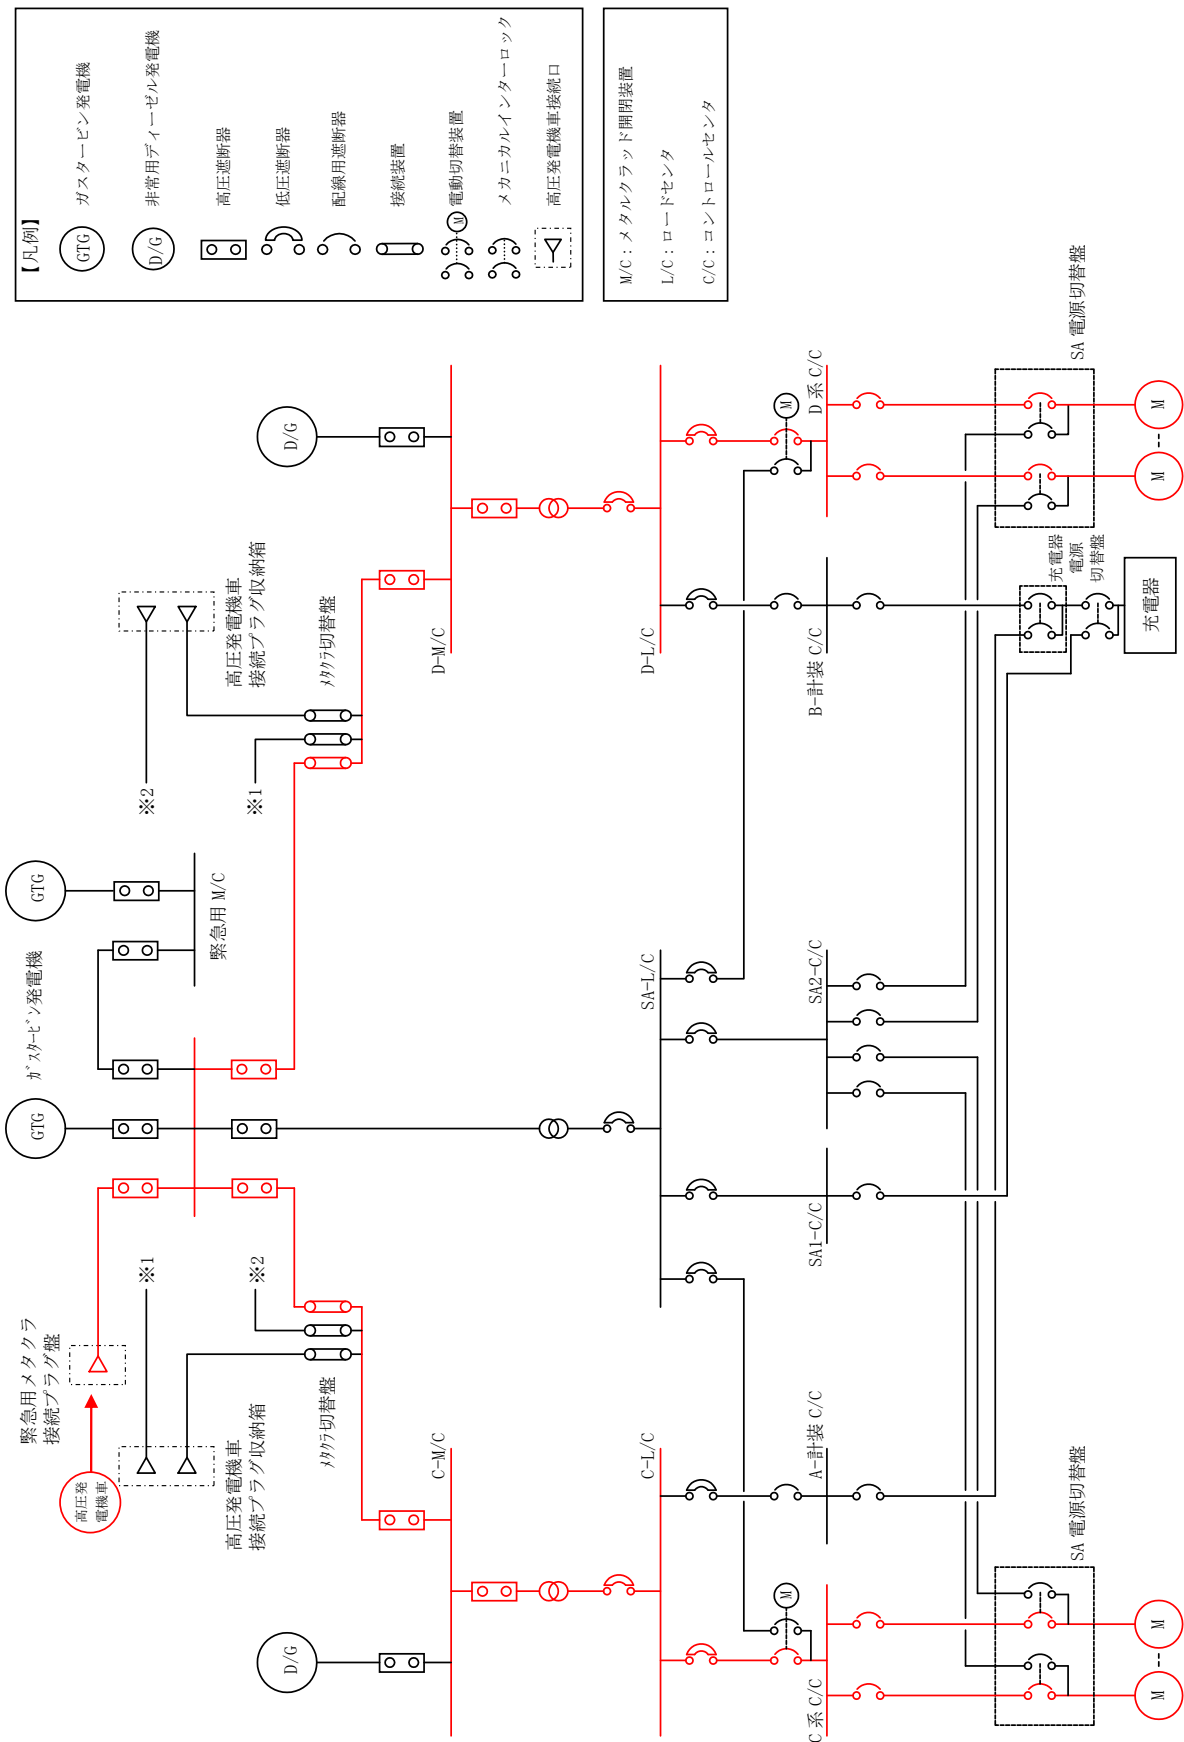 【凡例】
GTG
ガスタービン発電機
D/G
非常用ディーゼル発電機
高圧遮断器
低圧遮断器
配線用遮断器
接続装置
M
電動切替装置
メカニカルインターロック
高圧発電機車接続口
M/C：メタルクラッド開閉装置
L/C：ロードセンタ
C/C：コントロールセンタ
高圧発
電機車
緊急用メタクラ
接続プラグ盤
GTG
ｶﾞｽﾀｰﾋﾞﾝ発電機
GTG
緊急用 M/C
※1
※2
※2
※1
高圧発電機車
接続プラグ収納箱
ﾒﾀｸﾗ切替盤
高圧発電機車
接続プラグ収納箱
ﾒﾀｸﾗ切替盤
D/G
D/G
C-M/C
D-M/C
C-L/C
SA-L/C
D-L/C
M
M
C 系 C/C
A-計装 C/C
SA1-C/C
SA2-C/C
B-計装 C/C
D 系 C/C
SA 電源切替盤
充電器
電源
切替盤
SA 電源切替盤
M
M
充電器
M
M